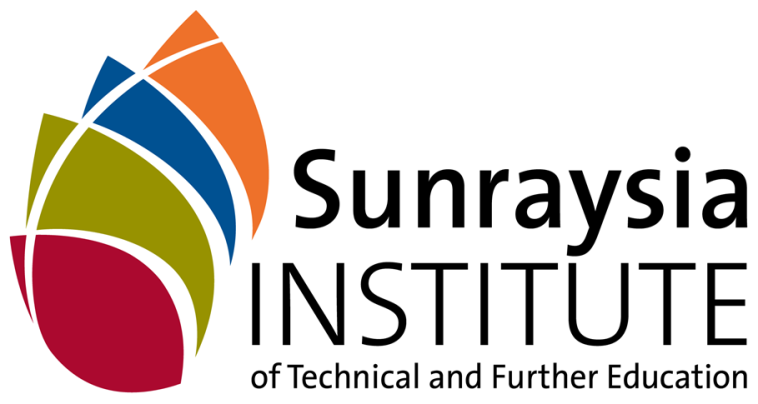 Sunraysia
INSTITUTE
of Technical and Further Education